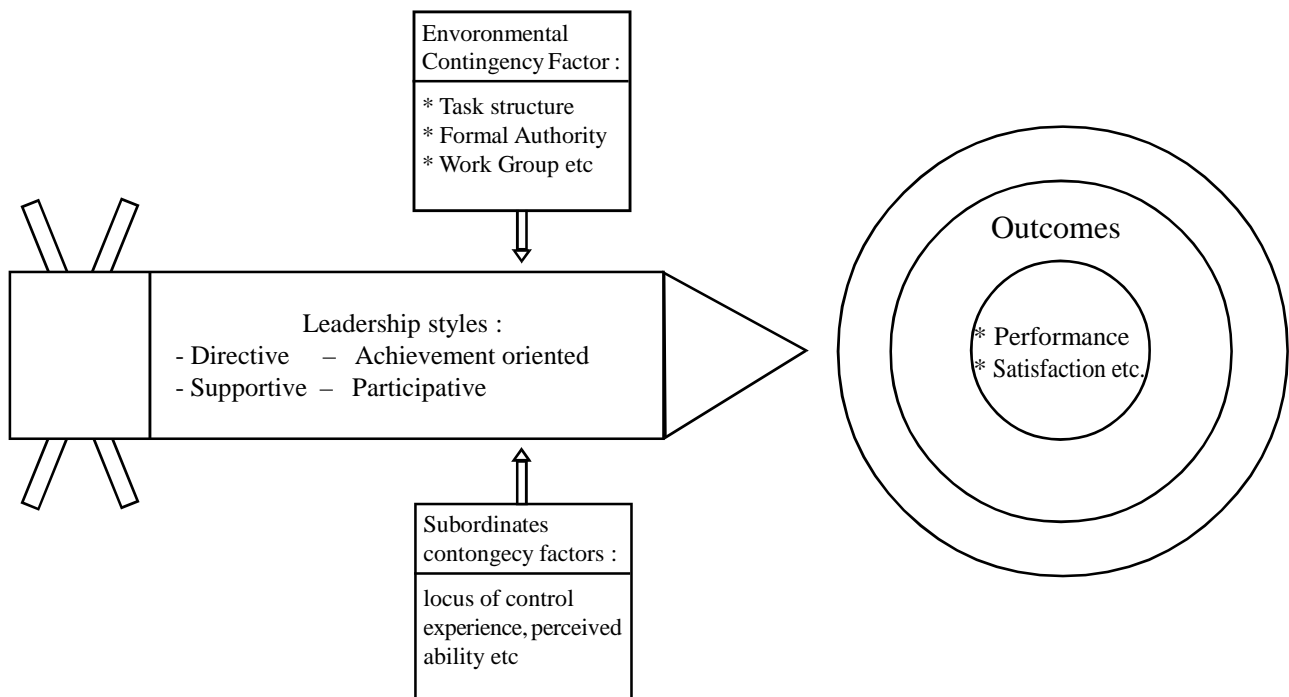 Envoronmental
Contingency Factor :
* Task structure
* Formal Authority
* Work Group etc
Leadership styles :
- Directive – Achievement oriented
- Supportive – Participative
Outcomes
* Performance
* Satisfaction etc.
Subordinates
contongecy factors :
locus of control
experience, perceived
ability etc